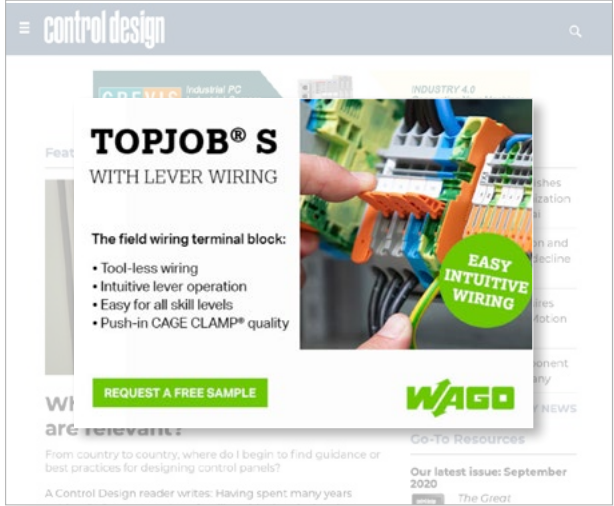 control design
Industrial PC
INDUSTRY 4.0
TOPJOB® S
WITH LEVER WIRING
The field wiring terminal block:
• Tool-less wiring
• Intuitive lever operation
• Easy for all skill levels
• Push-in CAGE CLAMP® quality
EASY
INTUITIVE
WIRING
REQUEST A FREE SAMPLE
WAGO
are relevant?
From country to country, where do I begin to find guidance or
best practices for designing control panels?
A Control Design reader writes: Having spent many years
NEWS
Go-To Resources
Our latest issue: September
2020
The Great